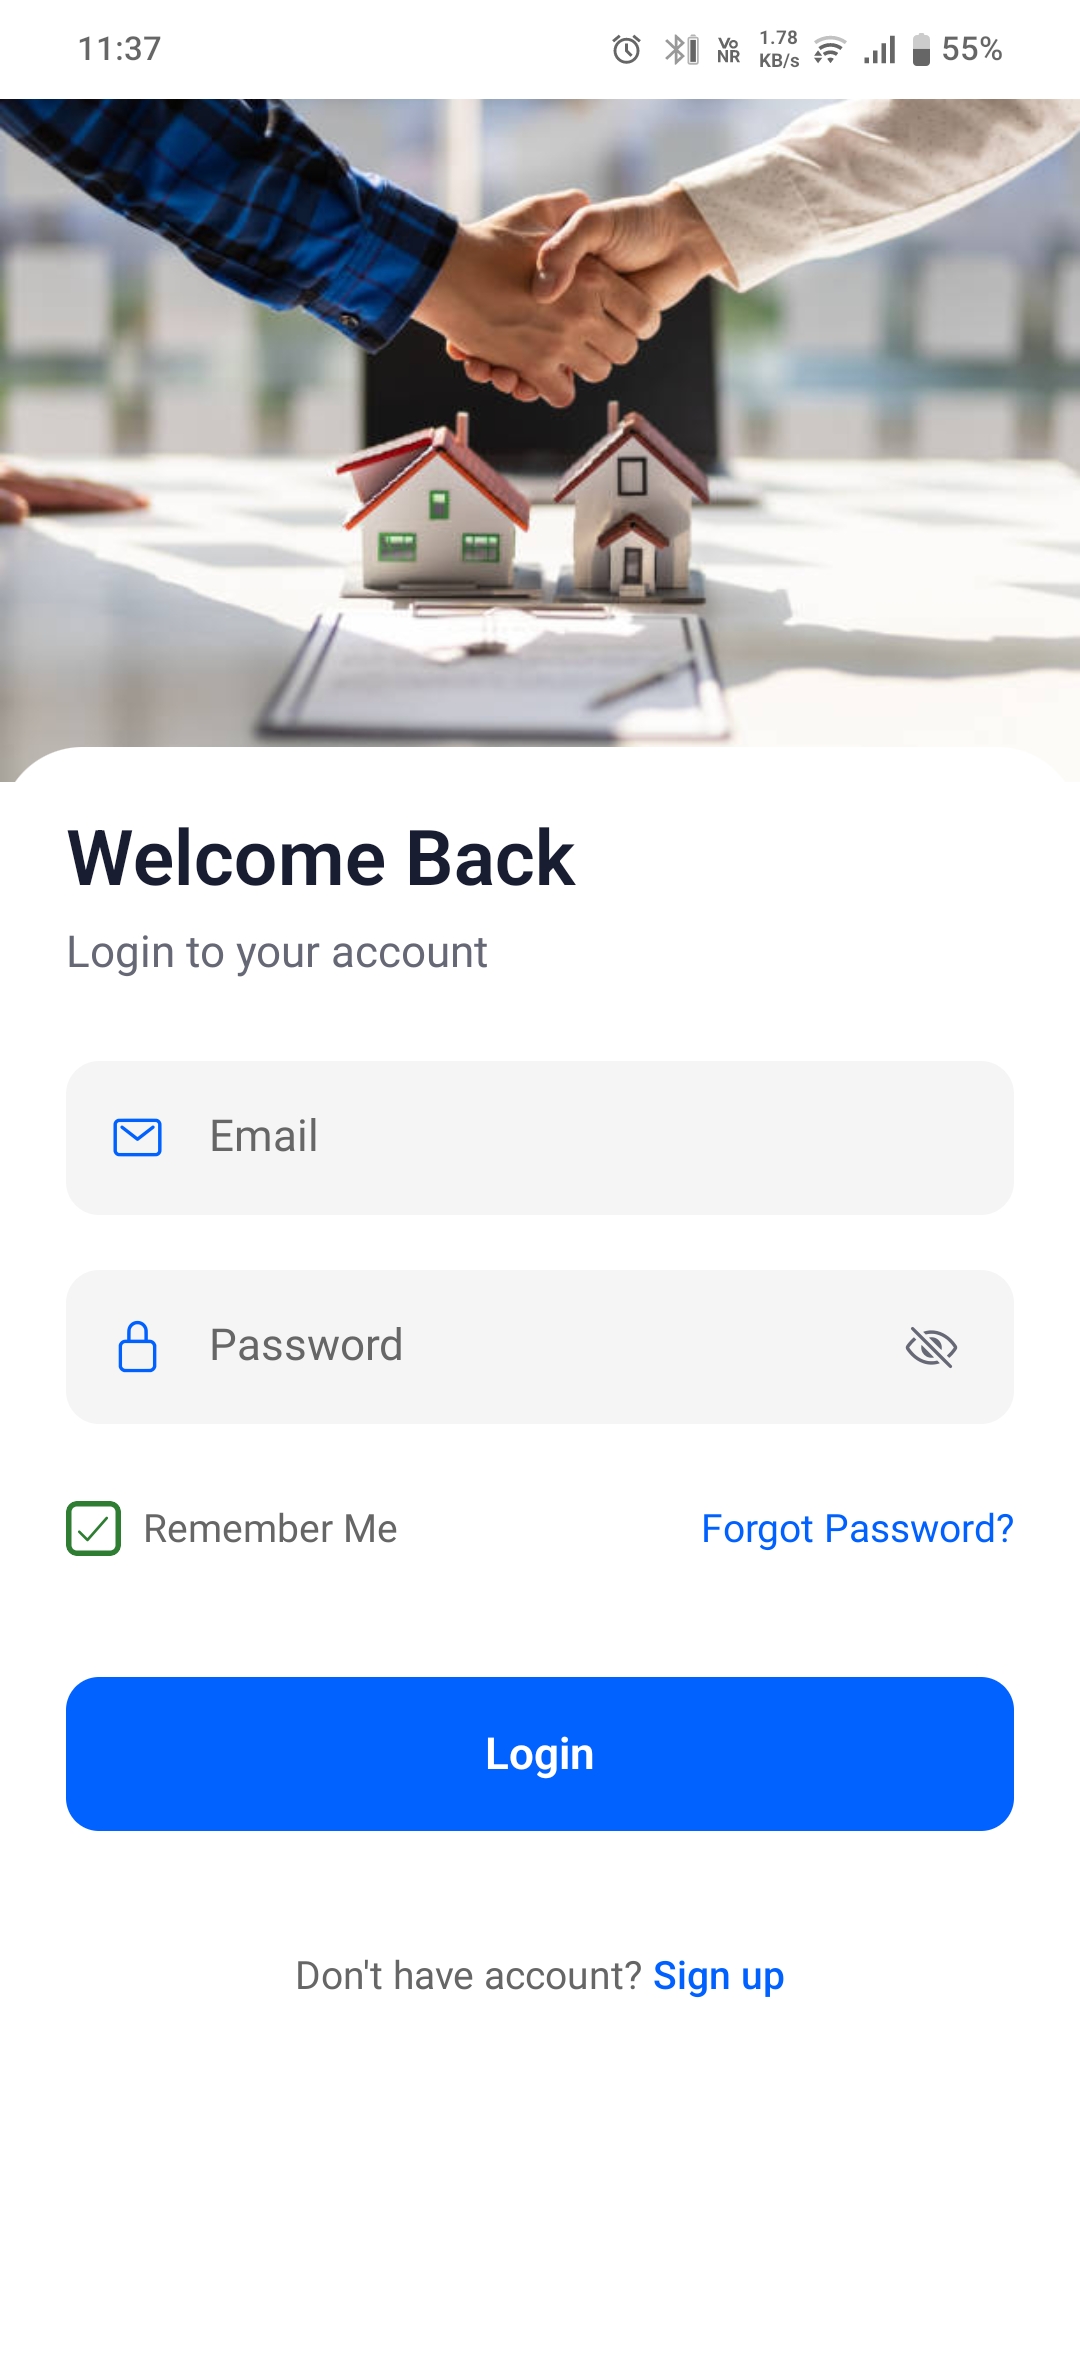 11:37
Vo NR 1.78 KB/s 55%
Welcome Back
Login to your account
Email
Password
Remember Me Forgot Password?
Login
Don't have account? Sign up